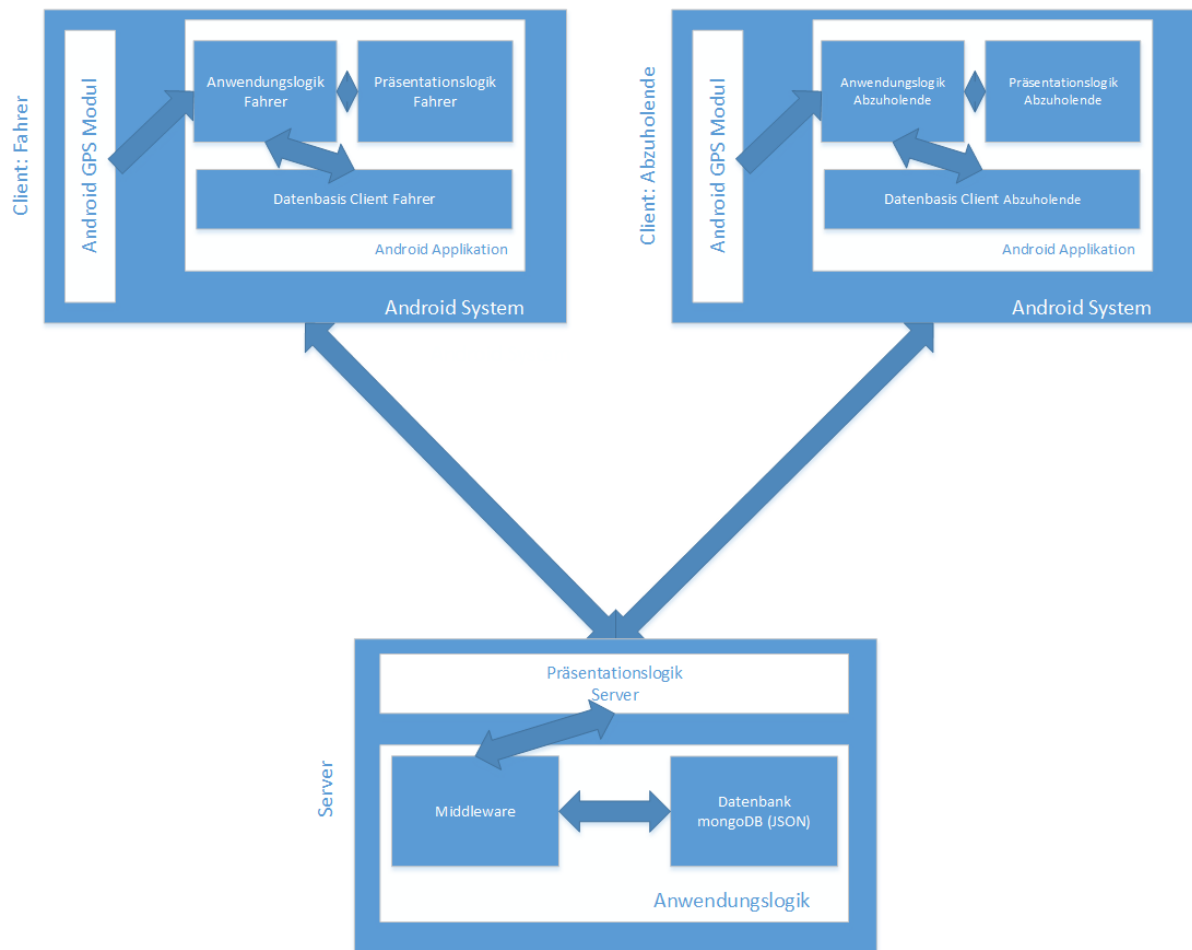 Client: Fahrer
Android GPS Modul
Anwendungslogik
Fahrer
Präsentationslogik
Fahrer
Datenbasis Client Fahrer
Android Applikation
Android System
Client: Abzuholende
Android GPS Modul
Anwendungslogik
Abzuholende
Präsentationslogik
Abzuholende
Datenbasis Client Abzuholende
Android Applikation
Android System
Server
Präsentationslogik
Server
Middleware
Datenbank
mongoDB (JSON)
Anwendungslogik